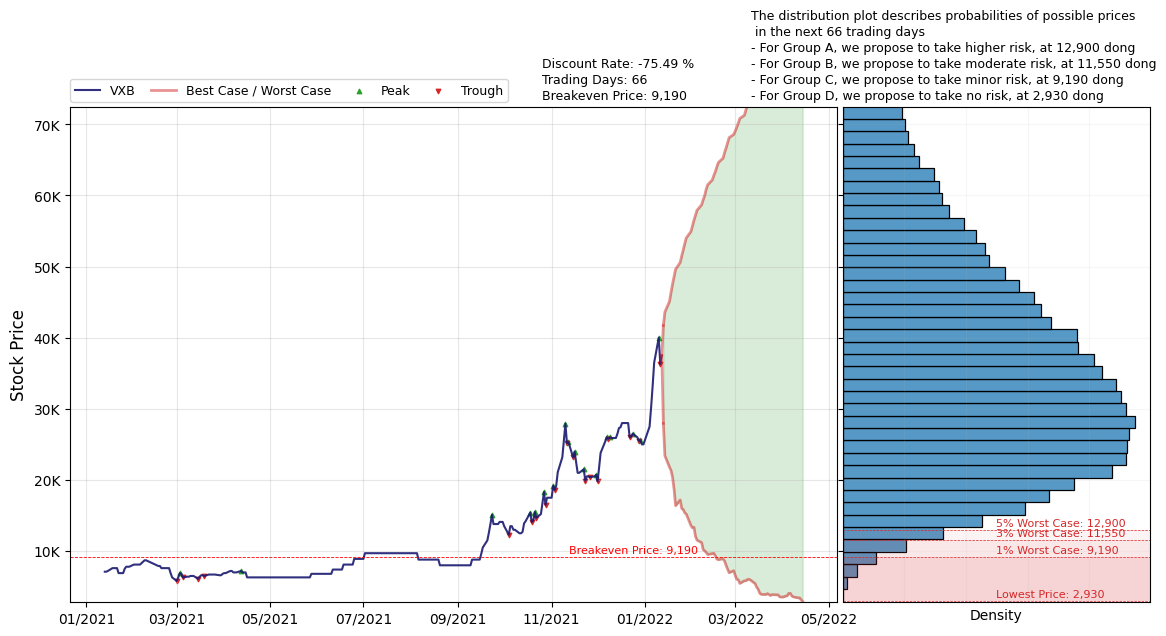 The distribution plot describes probabilities of possible prices
in the next 66 trading days
- For Group A, we propose to take higher risk, at 12,900 dong
- For Group B, we propose to take moderate risk, at 11,550 dong
- For Group C, we propose to take minor risk, at 9,190 dong
- For Group D, we propose to take no risk, at 2,930 dong
Discount Rate: -75.49 %
Trading Days: 66
Breakeven Price: 9,190
VXB
Best Case / Worst Case
Peak
Trough
Stock Price
70K
60K
50K
40K
30K
20K
10K
Breakeven Price: 9,190
5% Worst Case: 12,900
3% Worst Case: 11,550
1% Worst Case: 9,190
Lowest Price: 2,930
01/2021
03/2021
05/2021
07/2021
09/2021
11/2021
01/2022
03/2022
05/2022
Density